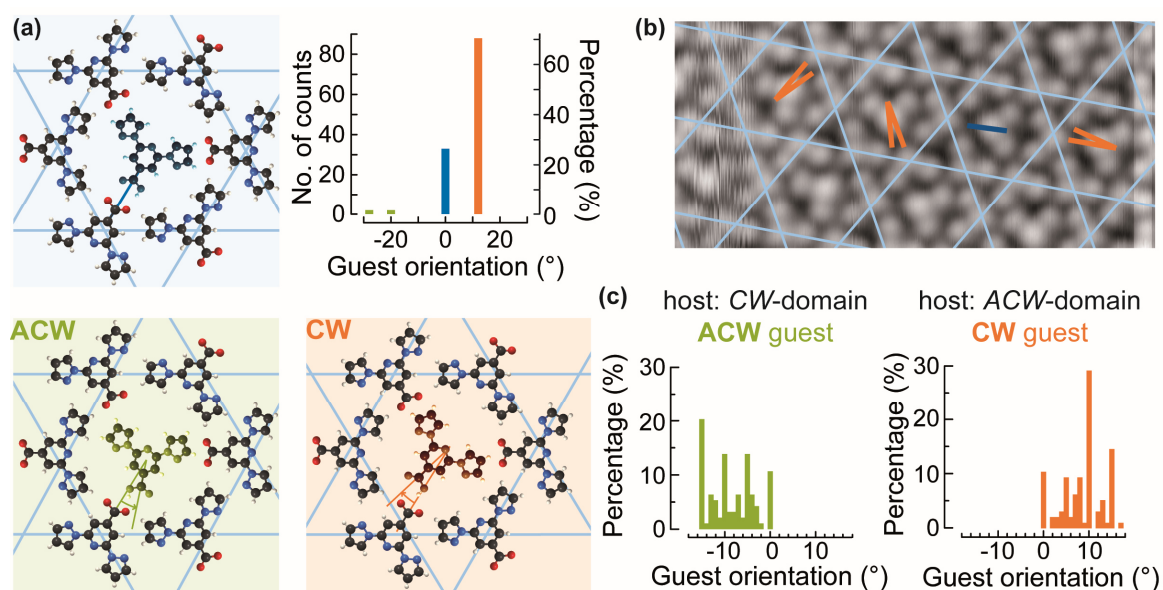 (a)
No. of counts
80
60
40
20
0
Percentage (%)
60
40
20
0
-20 0 20
Guest orientation (°)
(b)
ACW
CW
(c)
host: CW-domain
ACW guest
Percentage (%)
30
20
10
0
-10 0 10
Guest orientation (°)
host: ACW-domain
CW guest
Percentage (%)
30
20
10
0
-10 0 10
Guest orientation (°)